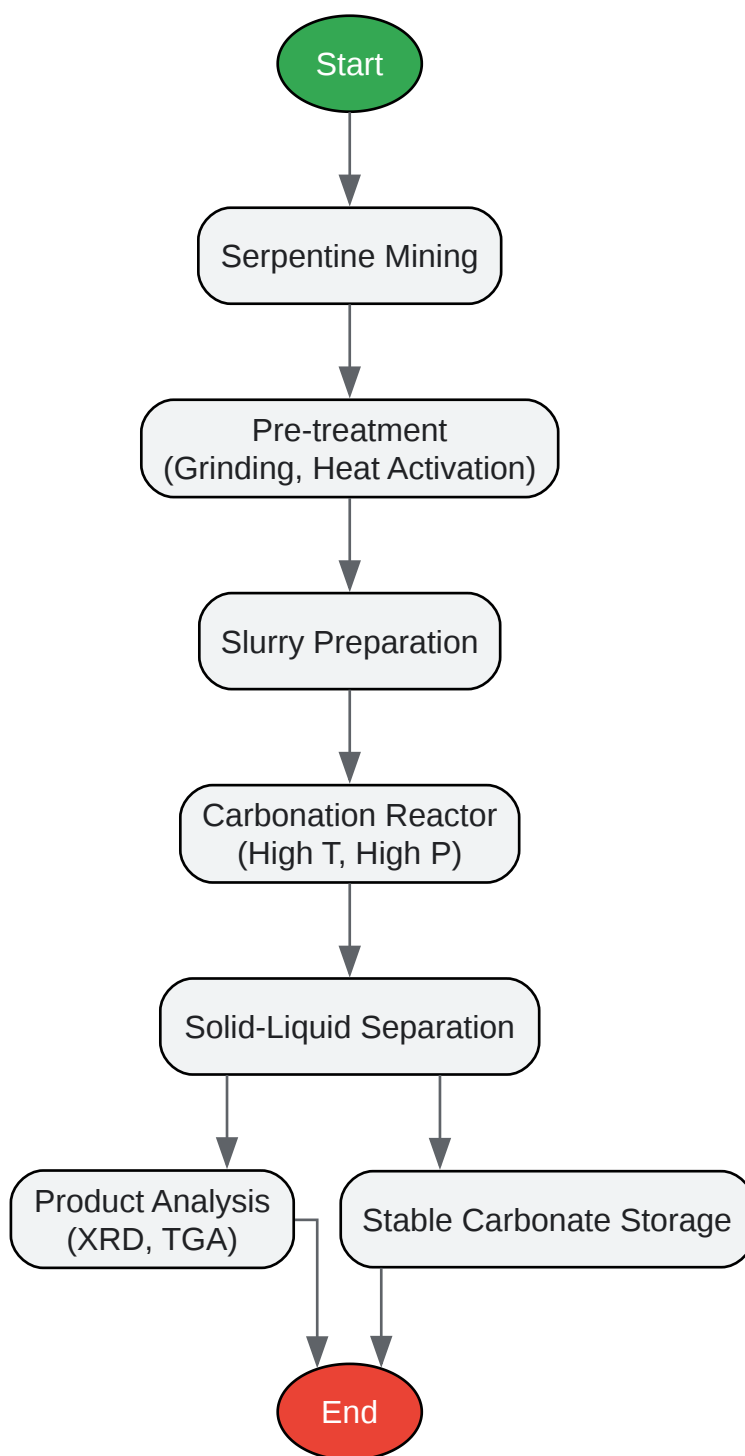 Start
Serpentine Mining
Pre-treatment
(Grinding, Heat Activation)
Slurry Preparation
Carbonation Reactor
(High T, High P)
Solid-Liquid Separation
Product Analysis
(XRD, TGA)
Stable Carbonate Storage
End